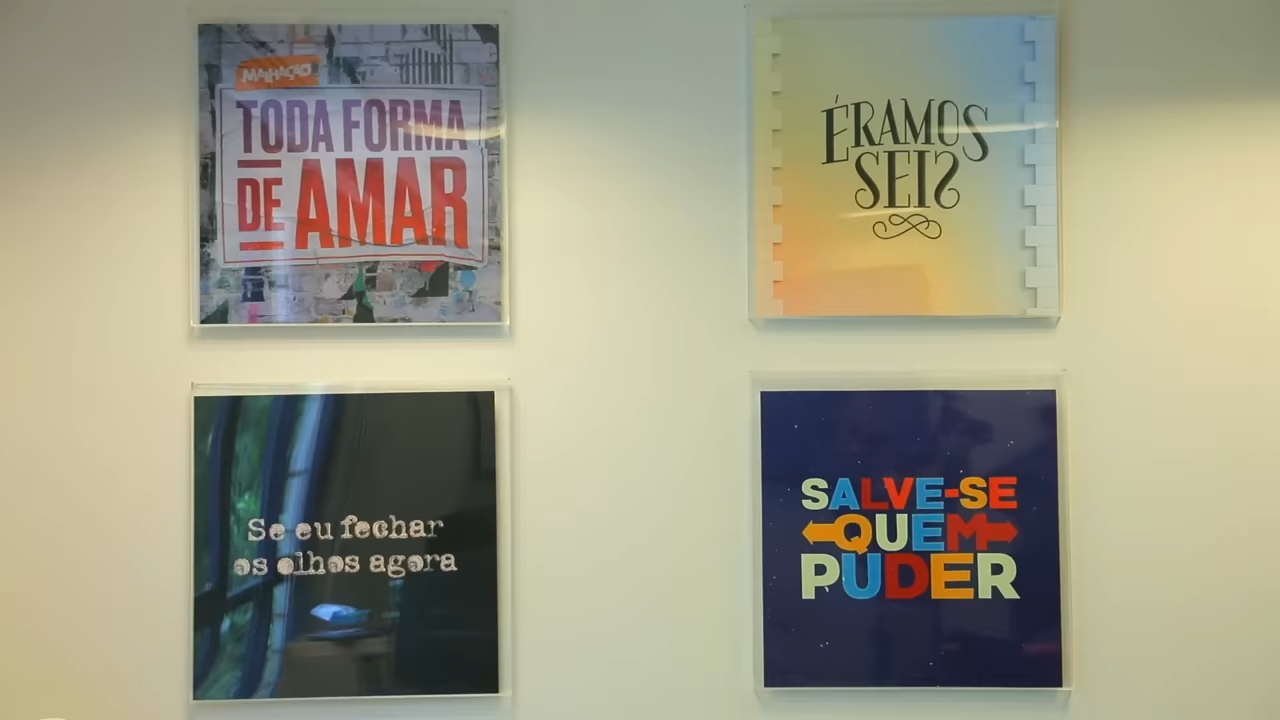 MALHAÇÃO
TODA FORMA
DE AMAR
ÉRAMOS
SEIS
Se eu fechar
os olhos agora
SALVE-SE
QUEM
PUDER